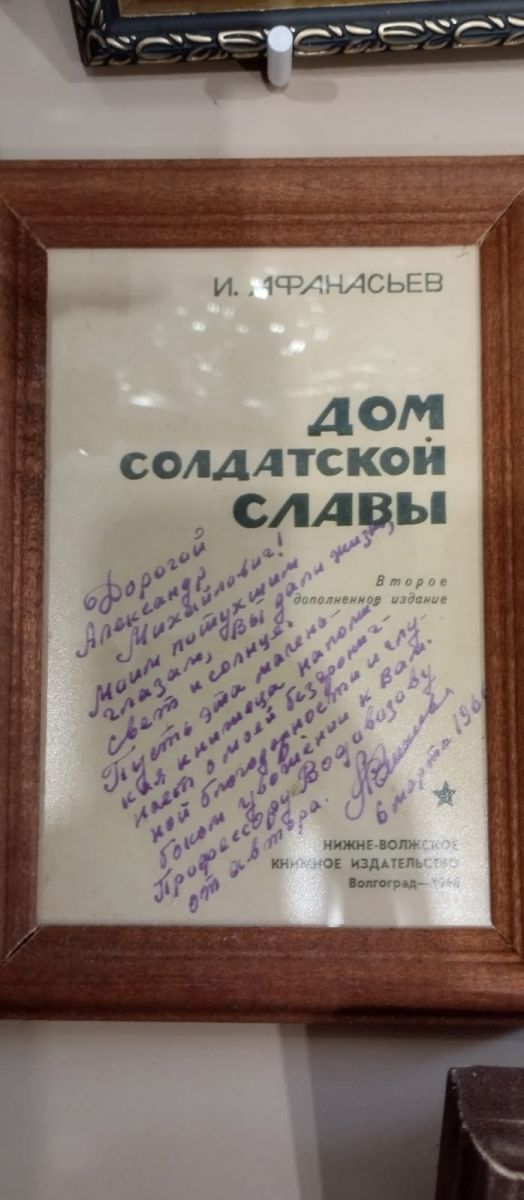 И. АФАНАСЬЕВ
ДОМ
СОЛДАТСКОЙ
СЛАВЫ
Второе
дополненное издание
Дорогой
Александр
Михайлович!
Моим потухшим
глазам, Вы дали жизнь,
свет и солнце.
Пусть эта малень-
кая книжеца напоми-
нает о моей безгранич-
ной благодарности и глу-
боком уважении к Вам.
Профессору Водовозову
от автора.
6 марта
НИЖНЕ-ВОЛЖСКОЕ
КНИЖНОЕ ИЗДАТЕЛЬСТВО
Волгоград—